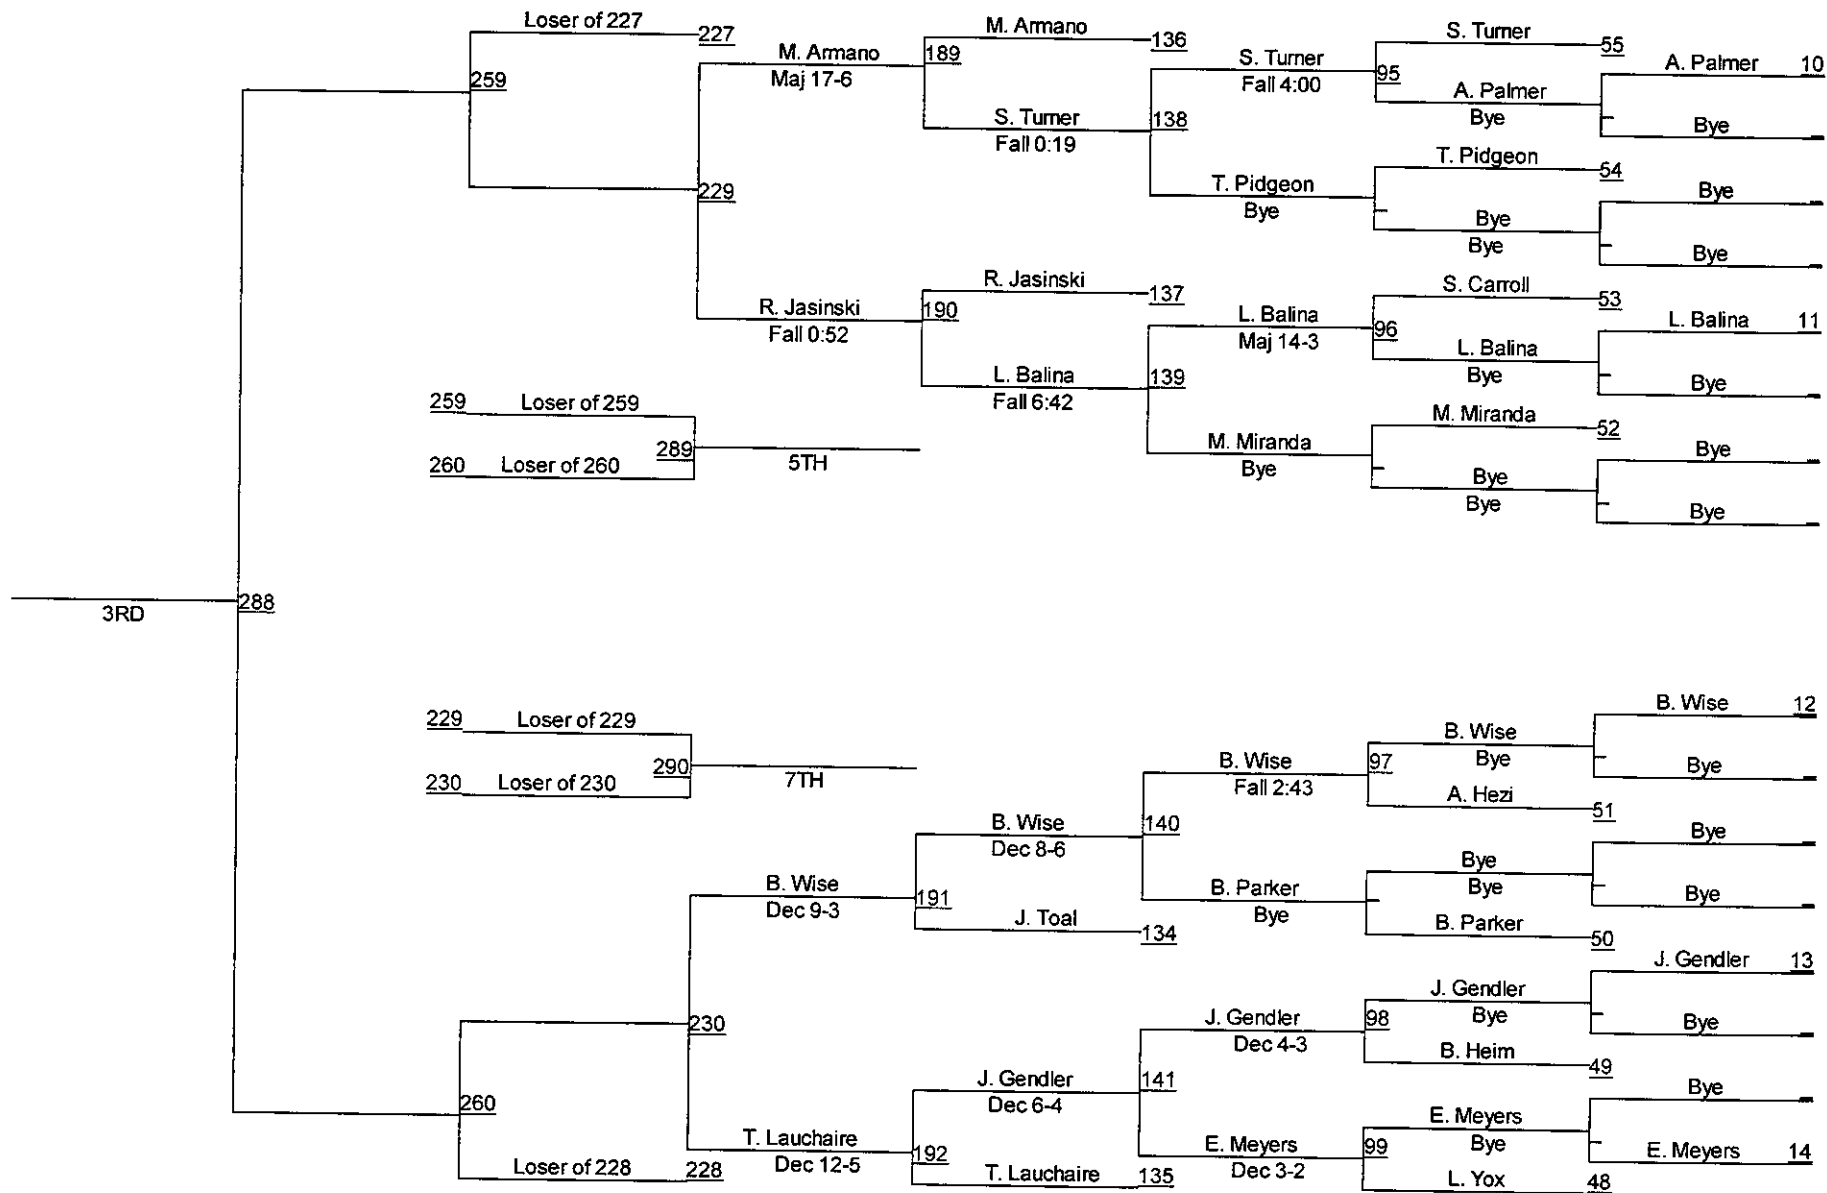 Loser of 227
227
259
M. Armano
Maj 17-6
189
M. Armano
136
S. Turner
Fall 0:19
138
S. Turner
Fall 4:00
95
S. Turner
55
A. Palmer
Bye
A. Palmer 10
Bye
229
T. Pidgeon
Bye
T. Pidgeon
54
Bye
Bye
Bye
Bye
R. Jasinski
Fall 0:52
190
R. Jasinski
137
L. Balina
Fall 6:42
139
L. Balina
Maj 14-3
96
S. Carroll
53
L. Balina
Bye
L. Balina 11
Bye
M. Miranda
Bye
M. Miranda
52
Bye
Bye
Bye
Bye
259 Loser of 259
289
5TH
260 Loser of 260
3RD
288
229 Loser of 229
290
7TH
230 Loser of 230
B. Wise
Dec 9-3
191
B. Wise
Dec 8-6
140
B. Wise
Fall 2:43
97
B. Wise
Bye
B. Wise 12
Bye
A. Hezi
51
B. Parker
Bye
Bye
Bye
Bye
Bye
B. Parker
50
J. Toal
134
230
260
J. Gendler
Dec 6-4
141
J. Gendler
Dec 4-3
98
J. Gendler
Bye
J. Gendler 13
Bye
B. Heim
49
T. Lauchaire
Dec 12-5
192
T. Lauchaire
135
E. Meyers
Dec 3-2
99
E. Meyers
Bye
Bye
E. Meyers 14
L. Yox
48
Loser of 228
228